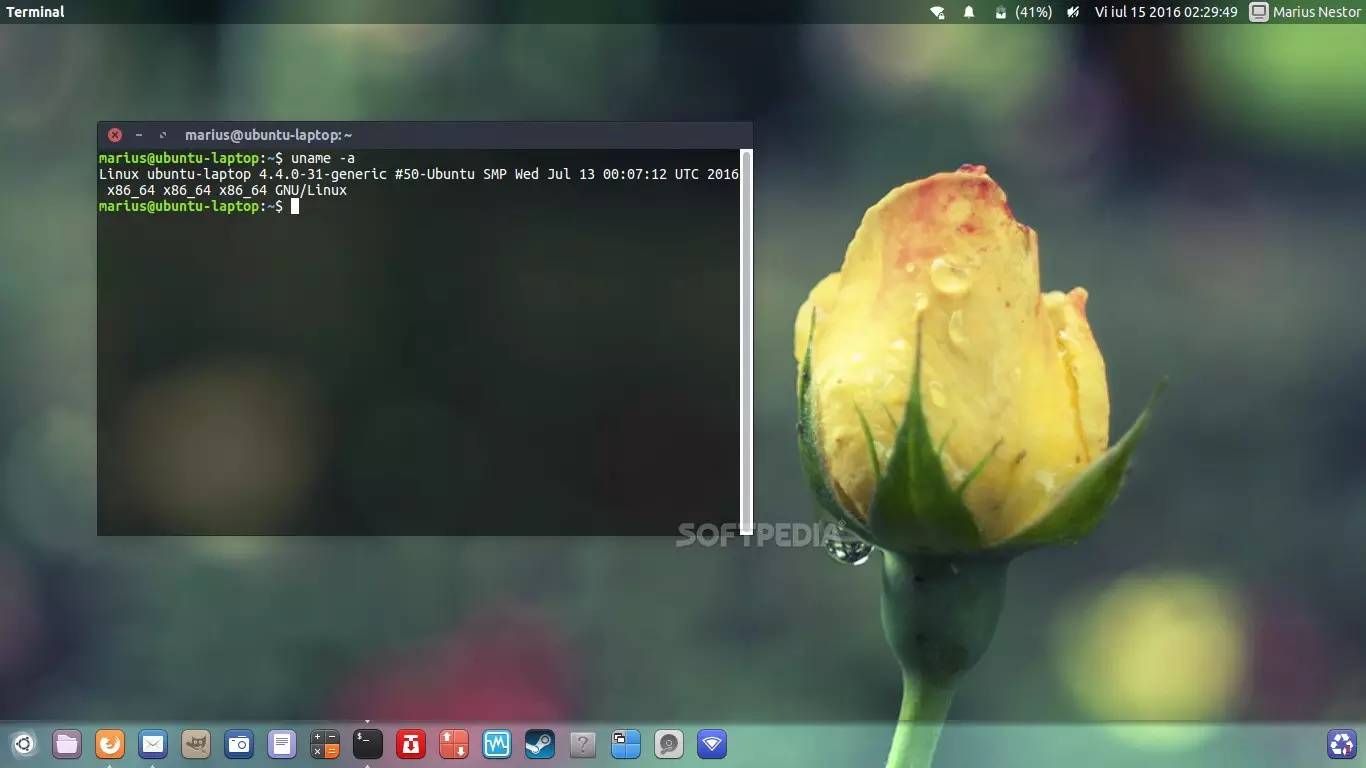 Terminal
(41%) Vi iul 15 2016 02:29:49 Marius Nestor
marius@ubuntu-laptop: ~
marius@ubuntu-laptop:~$ uname -a
Linux ubuntu-laptop 4.4.0-31-generic #50-Ubuntu SMP Wed Jul 13 00:07:12 UTC 2016
x86_64 x86_64 x86_64 GNU/Linux
marius@ubuntu-laptop:~$
SOFTPEDIA®